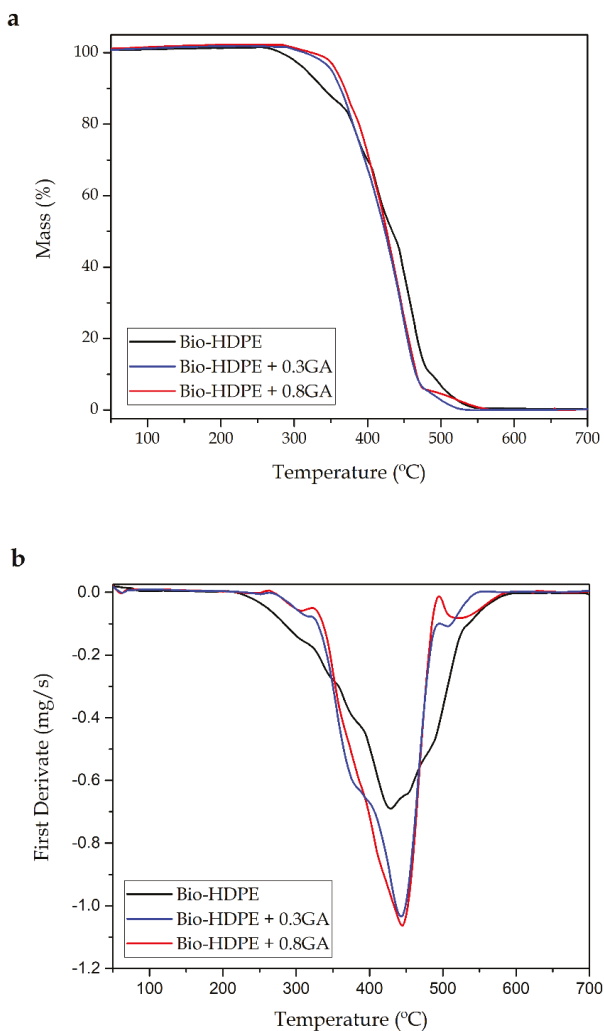 a
100
80
60
40
20
0
Mass (%)
Bio-HDPE
Bio-HDPE + 0.3GA
Bio-HDPE + 0.8GA
100 200 300 400 500 600 700
Temperature (ºC)
b
0.0
-0.2
-0.4
-0.6
-0.8
-1.0
-1.2
First Derivate (mg/s)
Bio-HDPE
Bio-HDPE + 0.3GA
Bio-HDPE + 0.8GA
100 200 300 400 500 600 700
Temperature (ºC)